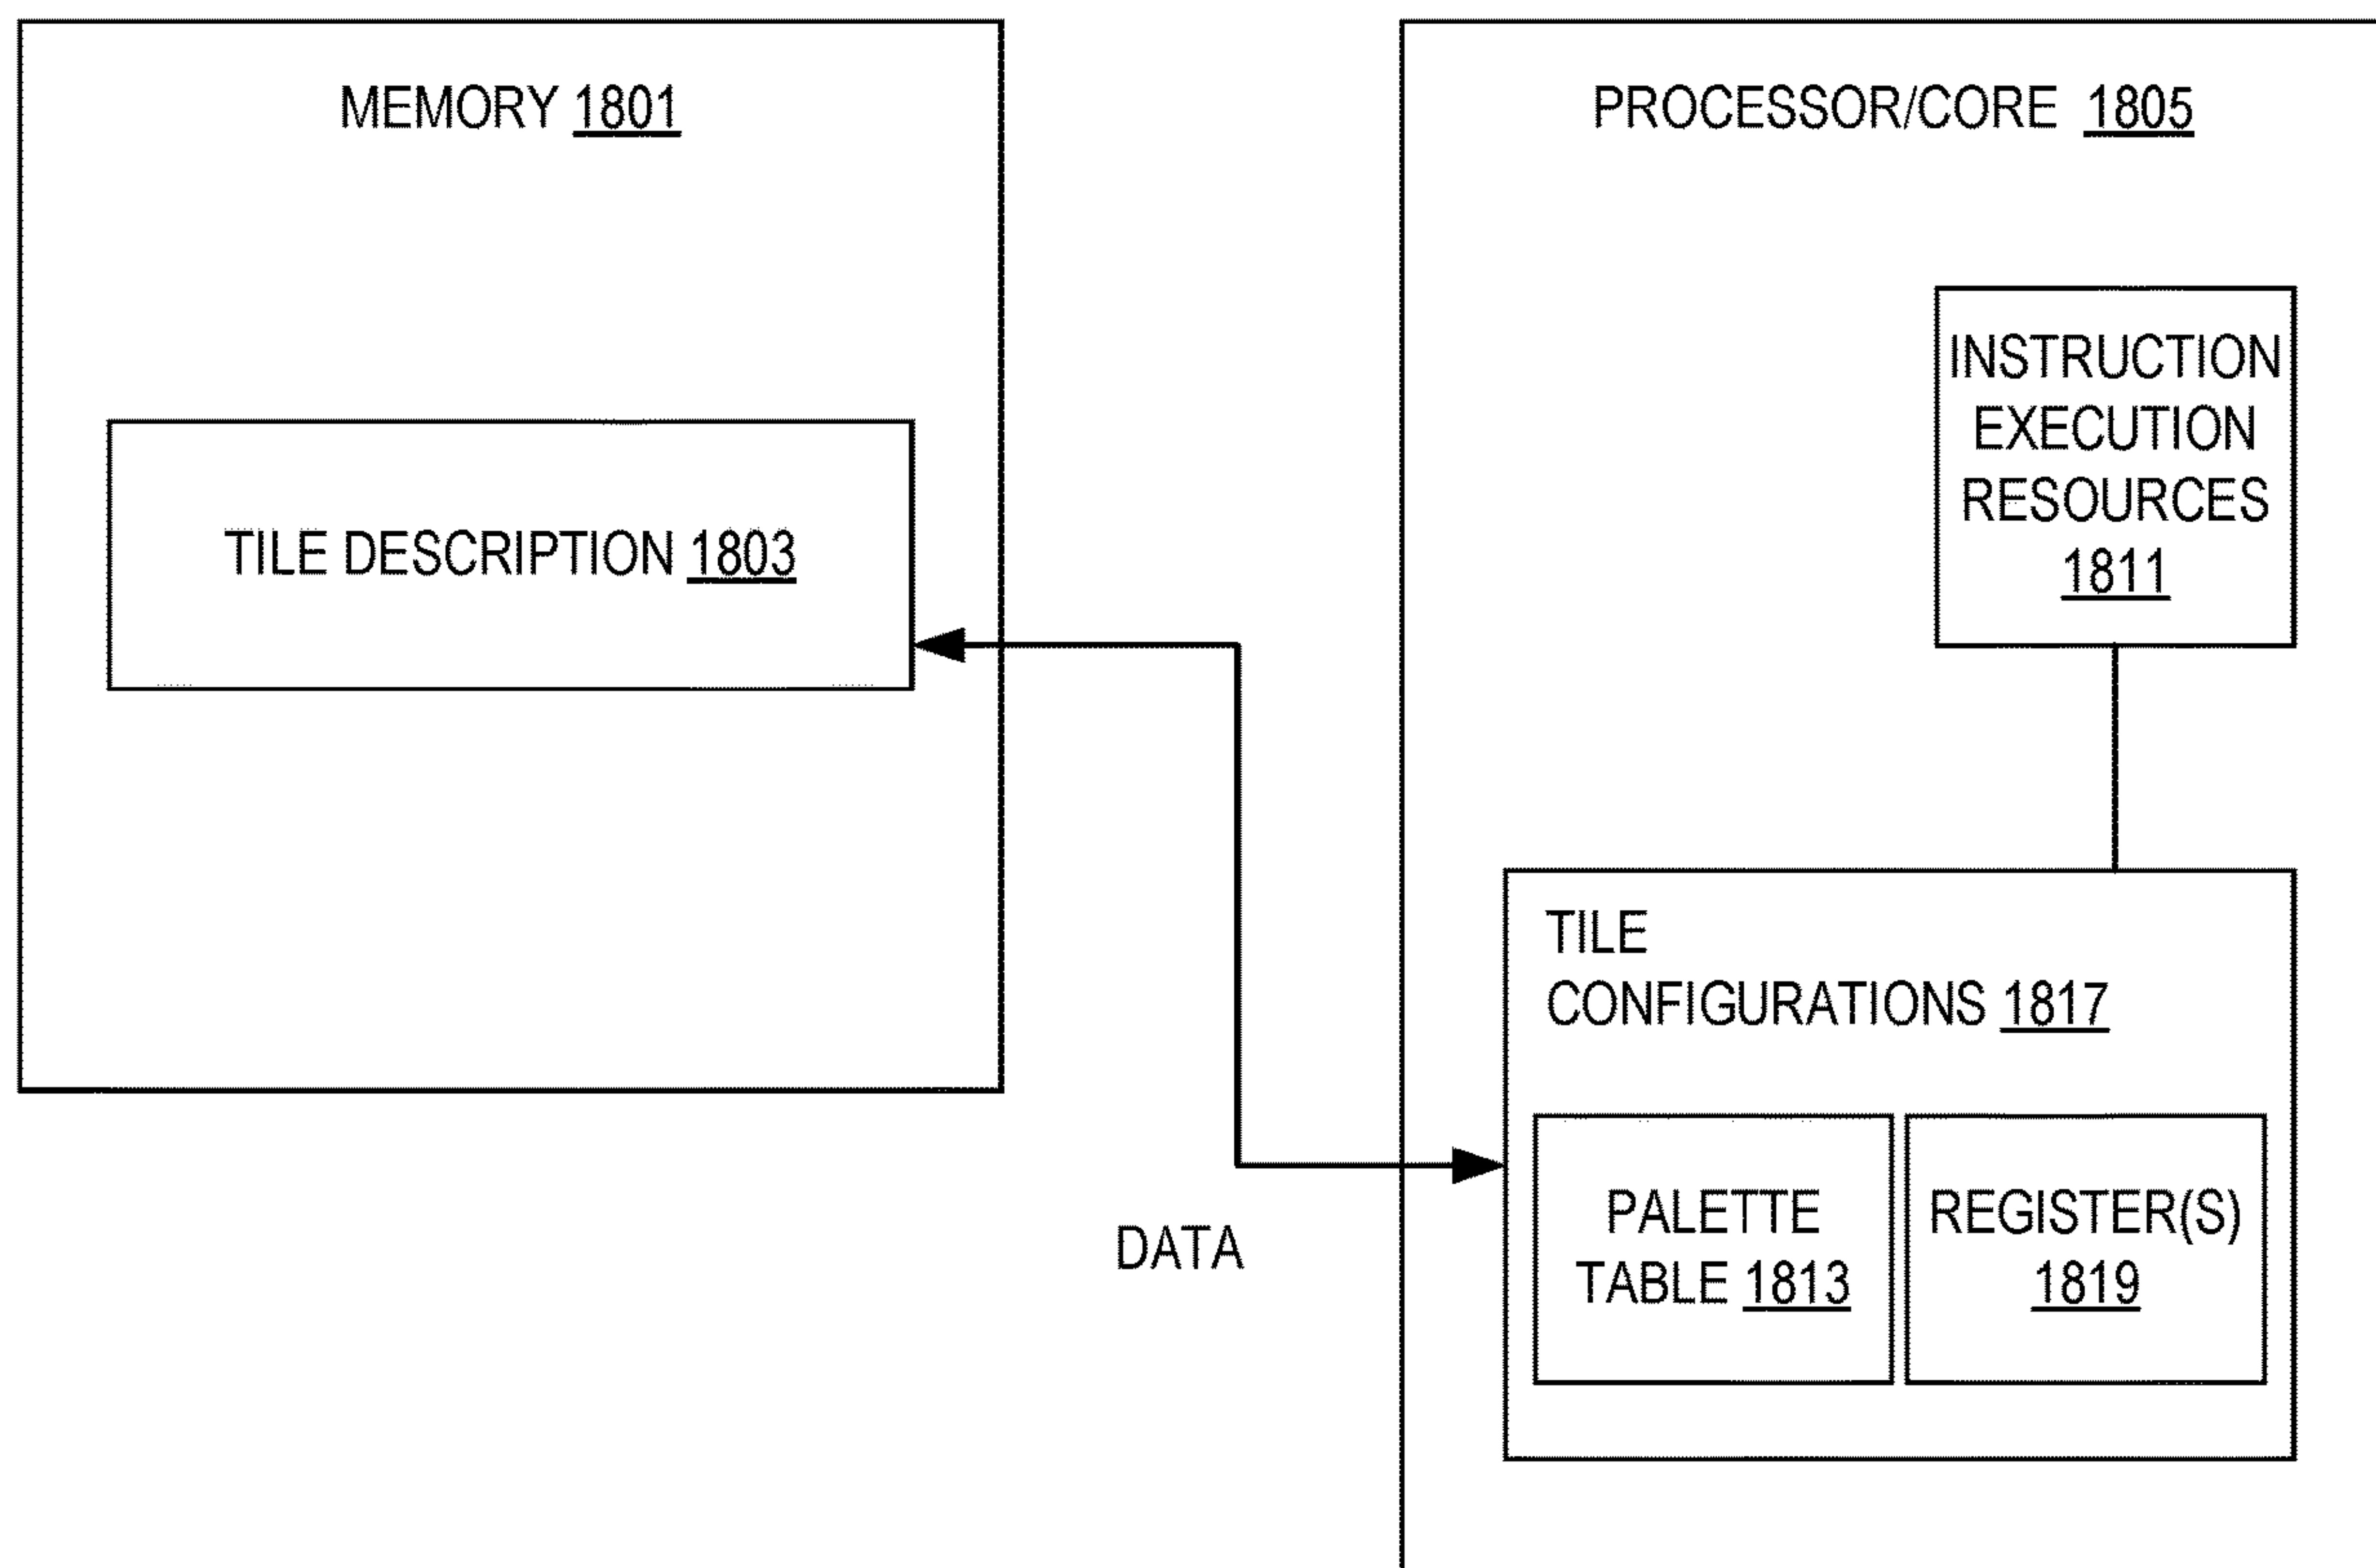 MEMORY 1801
PROCESSOR/CORE 1805
TILE DESCRIPTION 1803
INSTRUCTION
EXECUTION
RESOURCES
1811
TILE
CONFIGURATIONS 1817
PALETTE
TABLE 1813
REGISTER(S)
1819
DATA